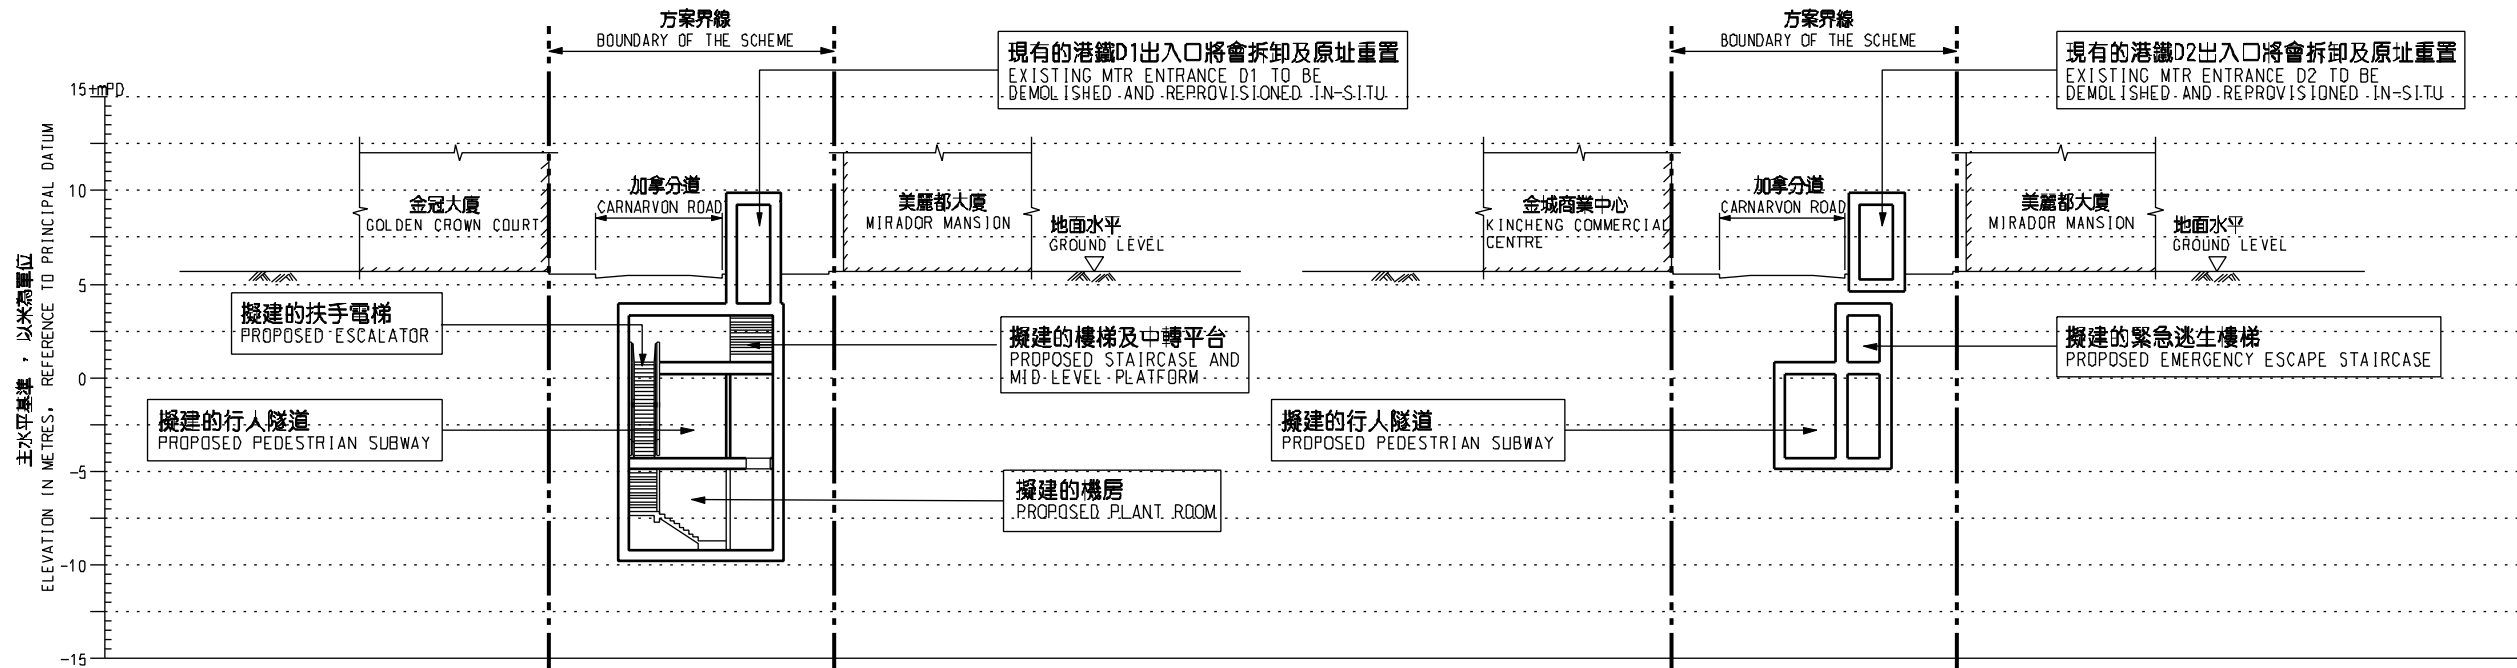 方案界線
BOUNDARY OF THE SCHEME
現有的港鐵D1出入口將會拆卸及原址重置
EXISTING MTR ENTRANCE D1 TO BE
DEMOLISHED AND REPROVISIONED IN-SITU
方案界線
BOUNDARY OF THE SCHEME
現有的港鐵D2出入口將會拆卸及原址重置
EXISTING MTR ENTRANCE D2 TO BE
DEMOLISHED AND REPROVISIONED IN-SITU
主水平基準 ，以米為單位
ELEVATION IN METRES, REFERENCE TO PRINCIPAL DATUM
15+mPD
10
5
0
-5
-10
-15
金冠大廈
GOLDEN CROWN COURT
加拿分道
CARNARVON ROAD
美麗都大廈
MIRADOR MANSION
地面水平
GROUND LEVEL
金城商業中心
KINCHENG COMMERCIAL
CENTRE
加拿分道
CARNARVON ROAD
美麗都大廈
MIRADOR MANSION
地面水平
GROUND LEVEL
擬建的扶手電梯
PROPOSED ESCALATOR
擬建的樓梯及中轉平台
PROPOSED STAIRCASE AND
MID LEVEL PLATFORM
擬建的緊急逃生樓梯
PROPOSED EMERGENCY ESCAPE STAIRCASE
擬建的行人隧道
PROPOSED PEDESTRIAN SUBWAY
擬建的行人隧道
PROPOSED PEDESTRIAN SUBWAY
擬建的機房
PROPOSED PLANT ROOM